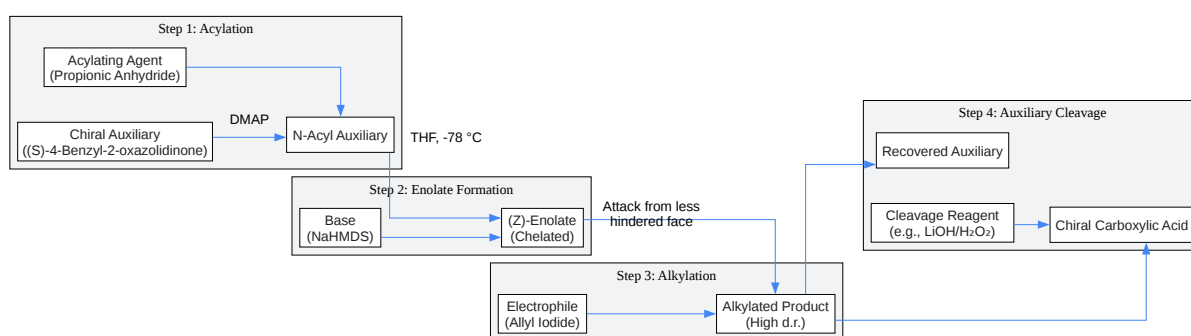 Step 1: Acylation
Acylating Agent
(Propionic Anhydride)
DMAP
Chiral Auxiliary
((S)-4-Benzyl-2-oxazolidinone)
N-Acyl Auxiliary
THF, -78 °C
Step 2: Enolate Formation
Base
(NaHMDS)
(Z)-Enolate
(Chelated)
Attack from less
hindered face
Step 3: Alkylation
Electrophile
(Allyl Iodide)
Alkylated Product
(High d.r.)
Step 4: Auxiliary Cleavage
Recovered Auxiliary
Cleavage Reagent
(e.g., LiOH/H₂O₂)
Chiral Carboxylic Acid